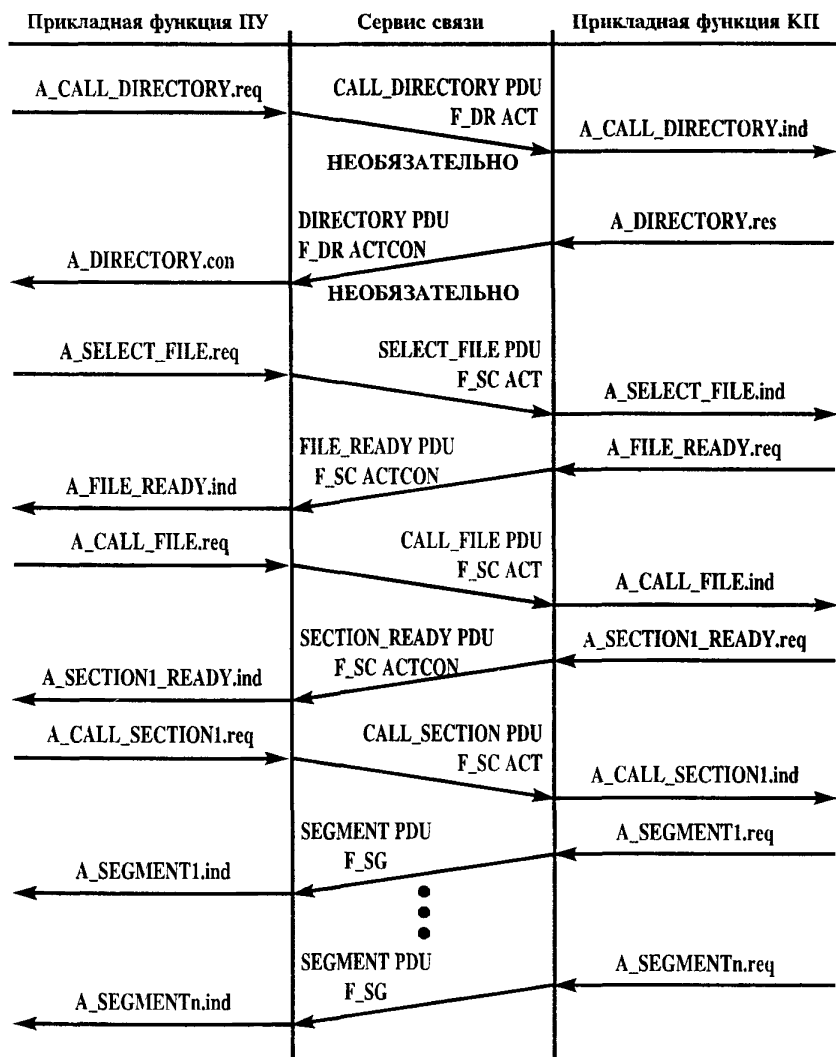 Прикладная функция ПУ
Сервис связи
Прикладная функция КП
A_CALL_DIRECTORY.req
CALL_DIRECTORY PDU
F_DR ACT
A_CALL_DIRECTORY.ind
НЕОБЯЗАТЕЛЬНО
DIRECTORY PDU
A_DIRECTORY.res
F_DR ACTCON
A_DIRECTORY.con
НЕОБЯЗАТЕЛЬНО
A_SELECT_FILE.req
SELECT_FILE PDU
F_SC ACT
A_SELECT_FILE.ind
FILE_READY PDU
A_FILE_READY.req
F_SC ACTCON
A_FILE_READY.ind
A_CALL_FILE.req
CALL_FILE PDU
F_SC ACT
A_CALL_FILE.ind
SECTION_READY PDU
A_SECTION1_READY.req
F_SC ACTCON
A_SECTION1_READY.ind
A_CALL_SECTION1.req
CALL_SECTION PDU
F_SC ACT
A_CALL_SECTION1.ind
SEGMENT PDU
A_SEGMENT1.req
F_SG
A_SEGMENT1.ind
SEGMENT PDU
A_SEGMENTn.req
F_SG
A_SEGMENTn.ind